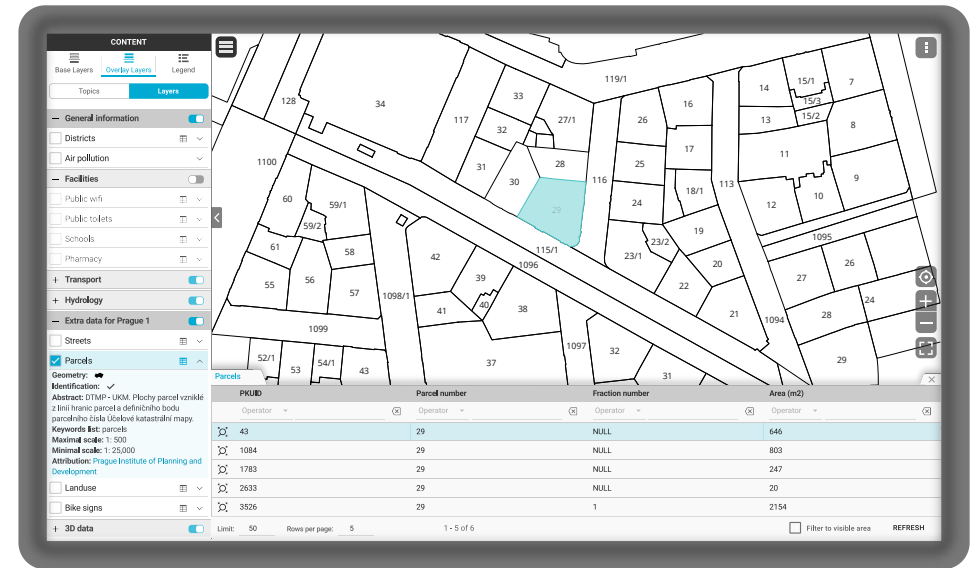 CONTENT
Base Layers Overlay Layers Legend
Topics Layers
General information
Districts
Air pollution
Facilities
Public wifi
Public toilets
Schools
Pharmacy
Transport
Hydrology
Extra data for Prague 1
Streets
Parcels
Geometry:
Identification:
Abstract: DTMP - UKM. Plochy parcel vzniklé
z linií hranic parcel a definičního bodu
parcelního čísla Účelové katastrální mapy.
Keywords list: parcels
Maximal scale: 1: 500
Minimal scale: 1: 25,000
Attribution: Prague Institute of Planning and
Development
Landuse
Bike signs
3D data
119/1
15/1
7
14
15/3
128
34
33
16
15/2
117
27/1
26
13
8
32
17
11
1100
31
28
25
30
116
18/1
113
9
60
59/1
29
24
12
10
59/2
19
23/2
1095
61
58
115/1
42
1096
23/1
20
26
55
56
57
39
22
27
1098/1
40
38
24
41
21
1094
28
1099
1097
32
52/1
53
54/1
43
37
31
29
Parcels
PKUID Parcel number Fraction number Area (m2)
Operator Operator Operator Operator
43 29 NULL 646
1084 29 NULL 803
1783 29 NULL 247
2633 29 NULL 20
3526 29 1 2154
Limit: 50 Rows per page: 5 1 - 5 of 6 Filter to visible area REFRESH